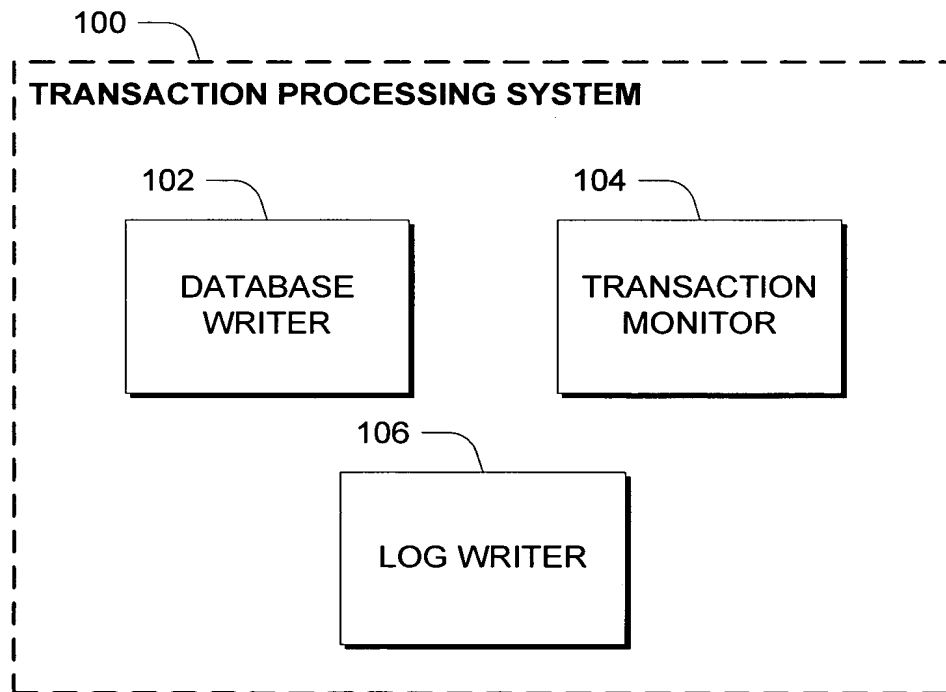 100
TRANSACTION PROCESSING SYSTEM
102
104
DATABASE
WRITER
TRANSACTION
MONITOR
106
LOG WRITER